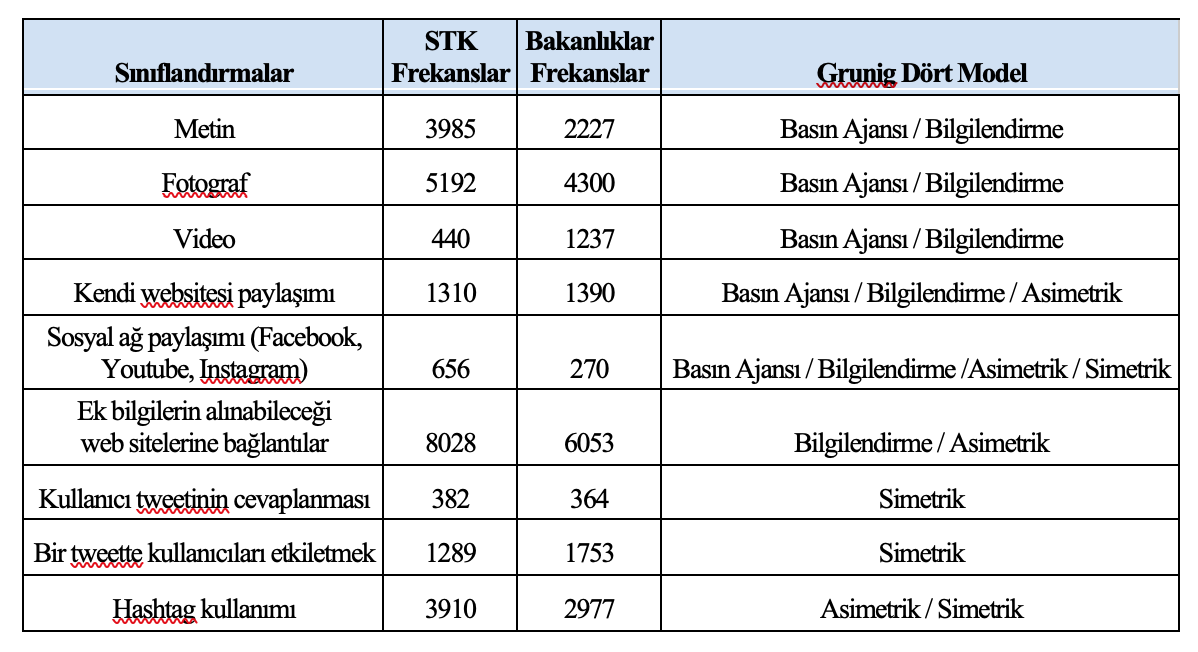 Sınıflandırmalar STK Frekanslar Bakanlıklar Frekanslar Grunig Dört Model
Metin 3985 2227 Basın Ajansı / Bilgilendirme
Fotograf 5192 4300 Basın Ajansı / Bilgilendirme
Video 440 1237 Basın Ajansı / Bilgilendirme
Kendi websitesi paylaşımı 1310 1390 Basın Ajansı / Bilgilendirme / Asimetrik
Sosyal ağ paylaşımı (Facebook,
Youtube, Instagram) 656 270 Basın Ajansı / Bilgilendirme /Asimetrik / Simetrik
Ek bilgilerin alınabileceği
web sitelerine bağlantılar 8028 6053 Bilgilendirme / Asimetrik
Kullanıcı tweetinin cevaplanması 382 364 Simetrik
Bir tweette kullanıcıları etkiletmek 1289 1753 Simetrik
Hashtag kullanımı 3910 2977 Asimetrik / Simetrik